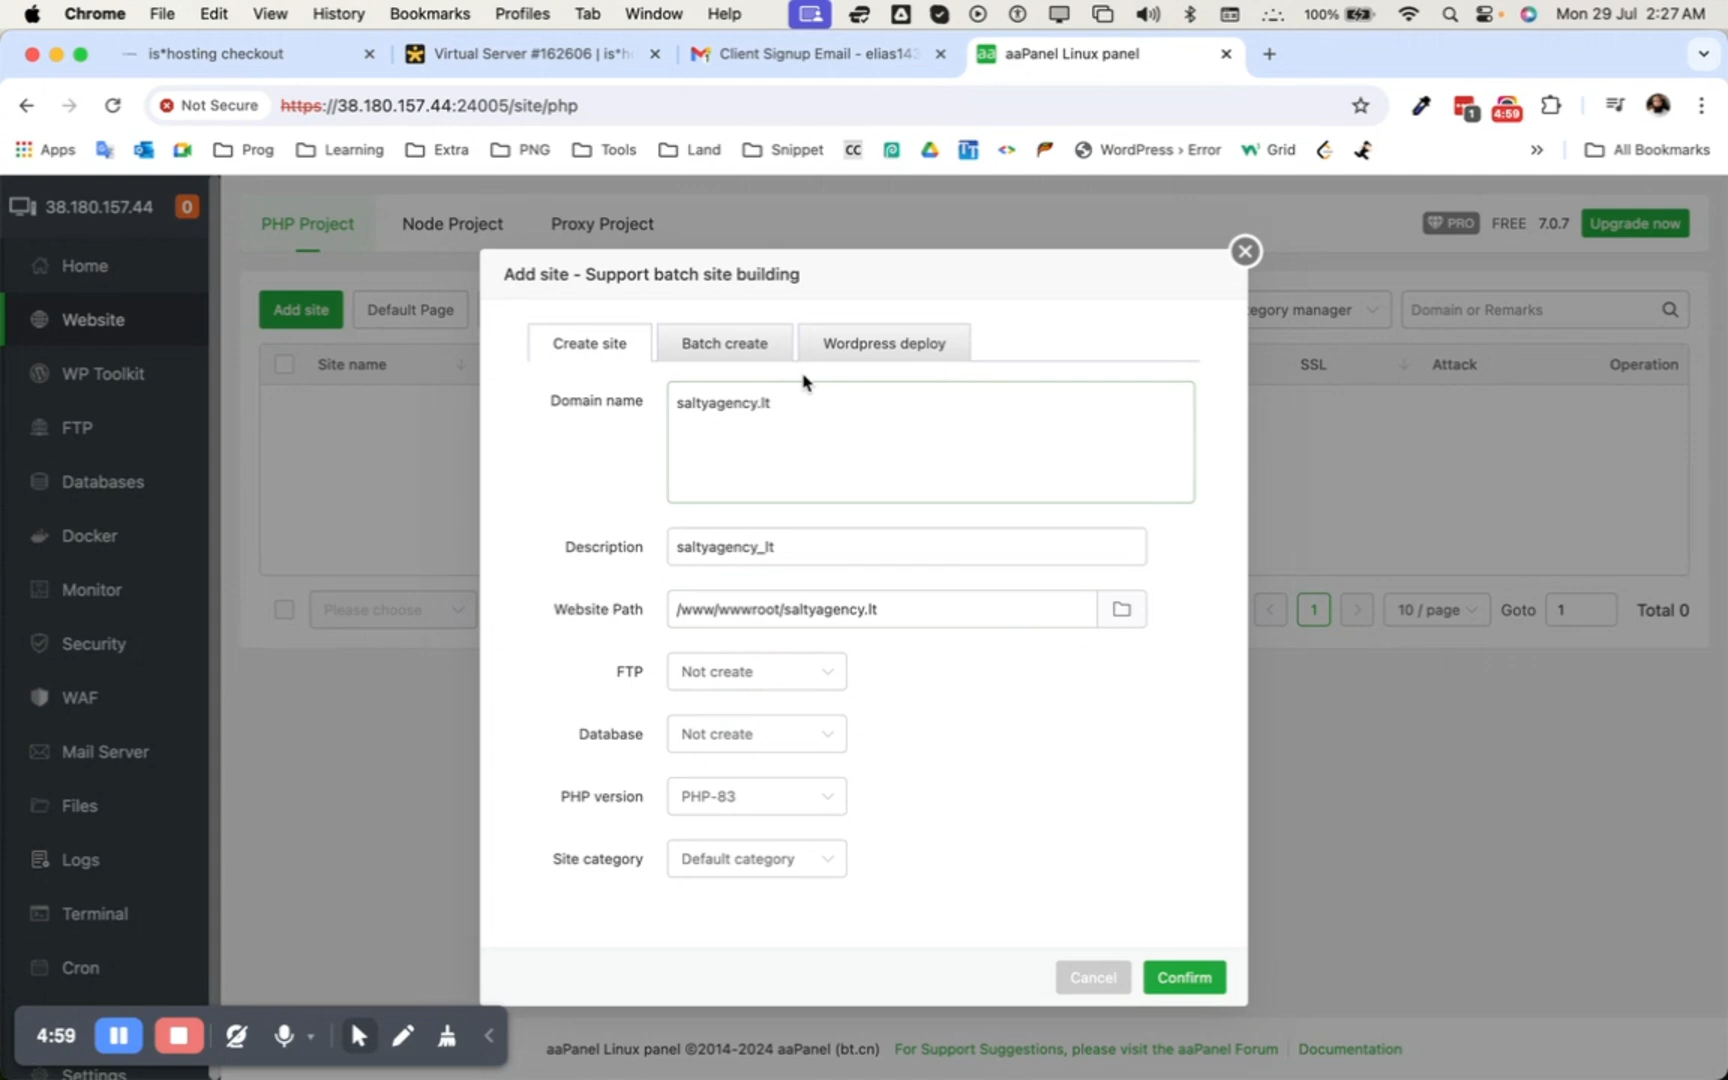 Chrome File Edit View History Bookmarks Profiles Tab Window Help 100% Mon 29 Jul 2:27 AM
is*hosting checkout Virtual Server #162606 | is*h Client Signup Email - elias143 aa aaPanel Linux panel
Not Secure https://38.180.157.44:24005/site/php 1 4:59
Apps Prog Learning Extra PNG Tools Land Snippet CC WordPress > Error Grid All Bookmarks
38.180.157.44 0
Home
Website
WP Toolkit
FTP
Databases
Docker
Monitor
Security
WAF
Mail Server
Files
Logs
Terminal
Cron
Settings
PHP Project Node Project Proxy Project PRO FREE 7.0.7 Upgrade now
Add site Default Page egory manager Domain or Remarks
Site name SSL Attack Operation
Please choose 1 10 / page Goto 1 Total 0
Add site - Support batch site building
Create site Batch create Wordpress deploy
Domain name saltyagency.lt
Description saltyagency_lt
Website Path /www/wwwroot/saltyagency.lt
FTP Not create
Database Not create
PHP version PHP-83
Site category Default category
Cancel Confirm
4:59
aaPanel Linux panel ©2014-2024 aaPanel (bt.cn) For Support Suggestions, please visit the aaPanel Forum Documentation